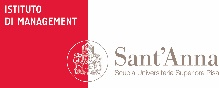 ISTITUTO
DI MANAGEMENT
Sant'Anna
Scuola Universitaria Superiore Pisa